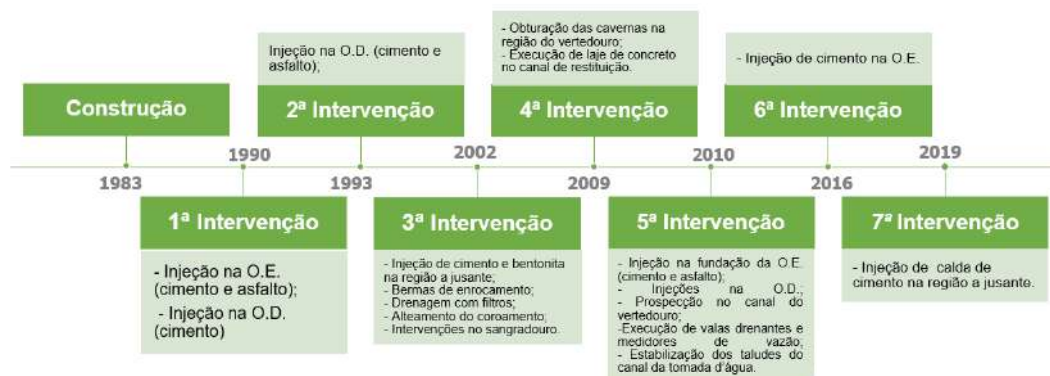 Construção
1983
1990
1ª Intervenção
- Injeção na O.E.
(cimento e asfalto);
- Injeção na O.D.
(cimento)
Injeção na O.D. (cimento e
asfalto);
2ª Intervenção
1993
2002
3ª Intervenção
- Injeção de cimento e bentonita
na região a jusante;
- Bermas de enrocamento;
- Drenagem com filtros;
- Alteamento do coroamento;
- Intervenções no sangradouro.
- Obturação das cavernas na
região do vertedouro;
- Execução de laje de concreto
no canal de restituição.
4ª Intervenção
2009
2010
5ª Intervenção
- Injeção na fundação da O.E.
(cimento e asfalto);
- Injeções na O.D.;
- Prospecção no canal do
vertedouro;
-Execução de valas drenantes e
medidores de vazão;
- Estabilização dos taludes do
canal da tomada d'água.
- Injeção de cimento na O.E.
6ª Intervenção
2016
2019
7ª Intervenção
- Injeção de calda de
cimento na região a jusante.